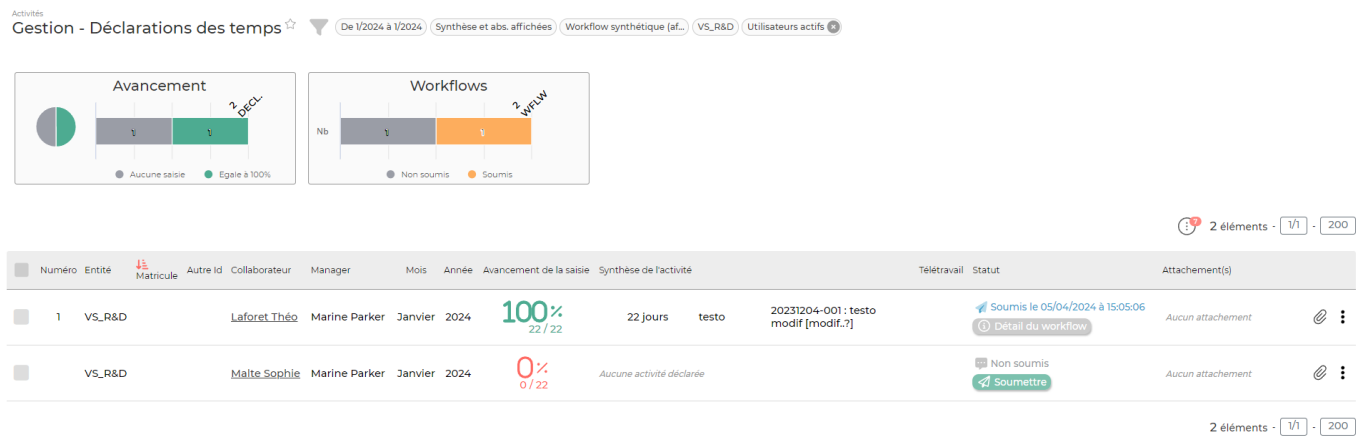 Activités
Gestion - Déclarations des temps
De 1/2024 à 1/2024 Synthèse et abs. affichées Workflow synthétique (af...) VS_R&D Utilisateurs actifs
Avancement
2 DECL.
1 1
Aucune saisie Egale à 100%
Workflows
2 WFLW
Nb 1 1
Non soumis Soumis
7 2 éléments - 1/1 - 200
Numéro Entité Matricule Autre Id Collaborateur Manager Mois Année Avancement de la saisie Synthèse de l'activité Télétravail Statut Attachement(s)
1 VS_R&D Laforet Théo Marine Parker Janvier 2024 100% 22 jours testo 20231204-001 : testo Soumis le 05/04/2024 à 15:05:06 Aucun attachement
22 / 22 modif [modif..?] Détail du workflow
VS_R&D Malte Sophie Marine Parker Janvier 2024 0% Aucune activité déclarée Non soumis Aucun attachement
0 / 22 Soumettre
2 éléments - 1/1 - 200